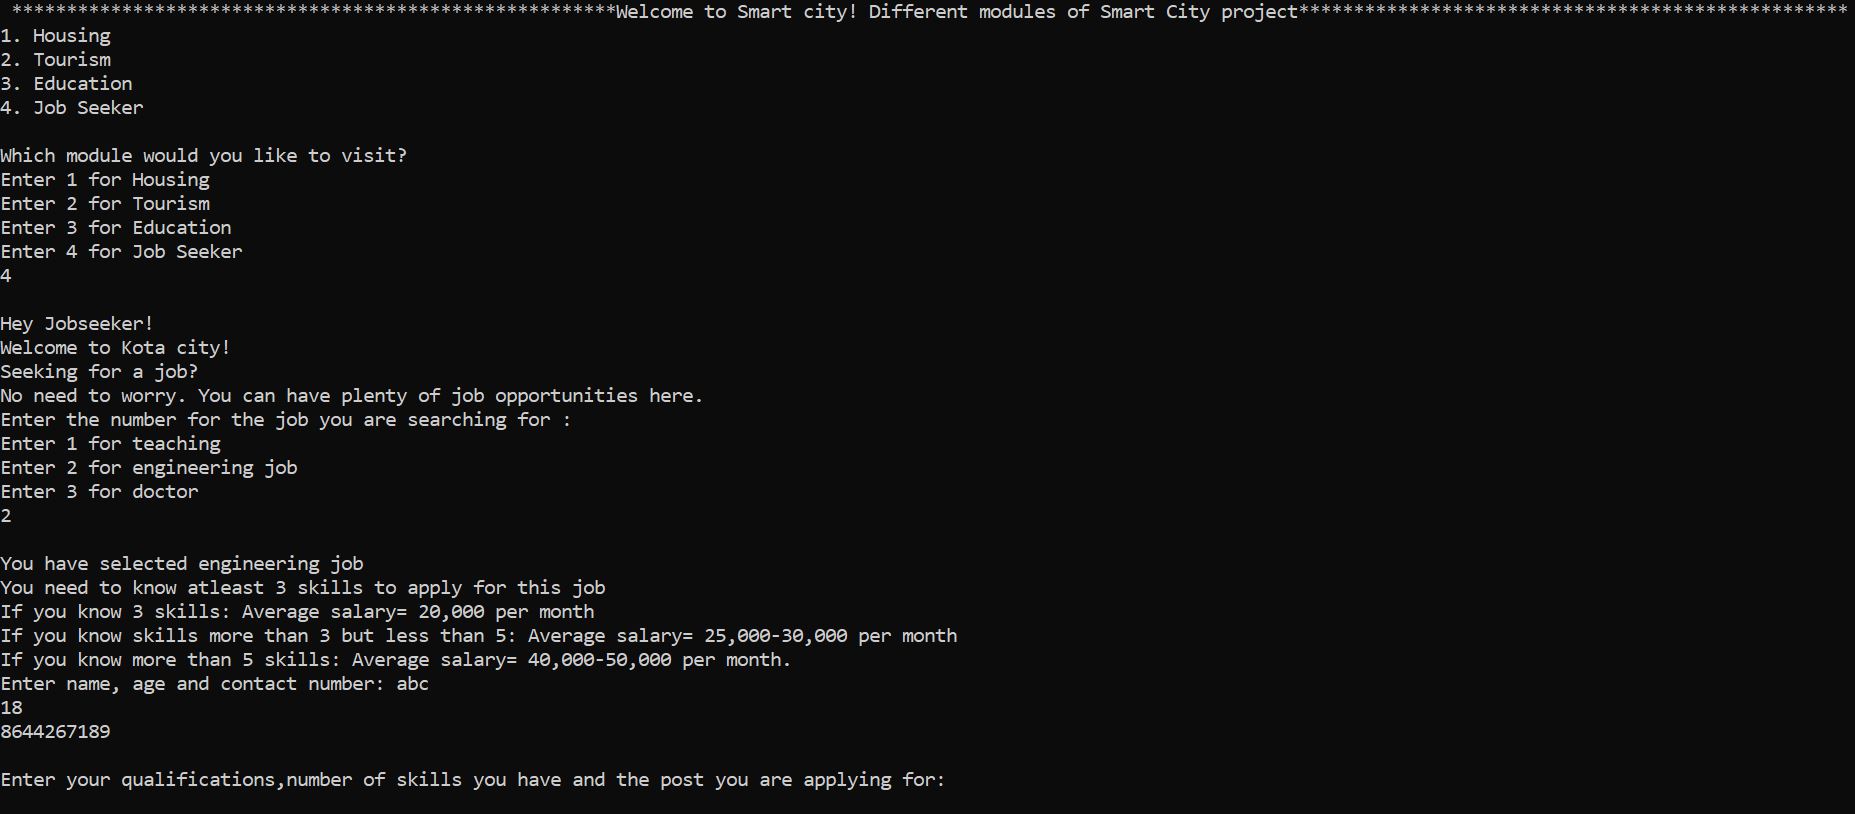 *******************************************************Welcome to Smart city! Different modules of Smart City project**************************************************
1. Housing
2. Tourism
3. Education
4. Job Seeker
Which module would you like to visit?
Enter 1 for Housing
Enter 2 for Tourism
Enter 3 for Education
Enter 4 for Job Seeker
4
Hey Jobseeker!
Welcome to Kota city!
Seeking for a job?
No need to worry. You can have plenty of job opportunities here.
Enter the number for the job you are searching for :
Enter 1 for teaching
Enter 2 for engineering job
Enter 3 for doctor
2
You have selected engineering job
You need to know atleast 3 skills to apply for this job
If you know 3 skills: Average salary= 20,000 per month
If you know skills more than 3 but less than 5: Average salary= 25,000-30,000 per month
If you know more than 5 skills: Average salary= 40,000-50,000 per month.
Enter name, age and contact number: abc
18
8644267189
Enter your qualifications,number of skills you have and the post you are applying for: